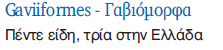 Gaviiformes - Γαβιόμορφα
Πέντε είδη, τρία στην Ελλάδα